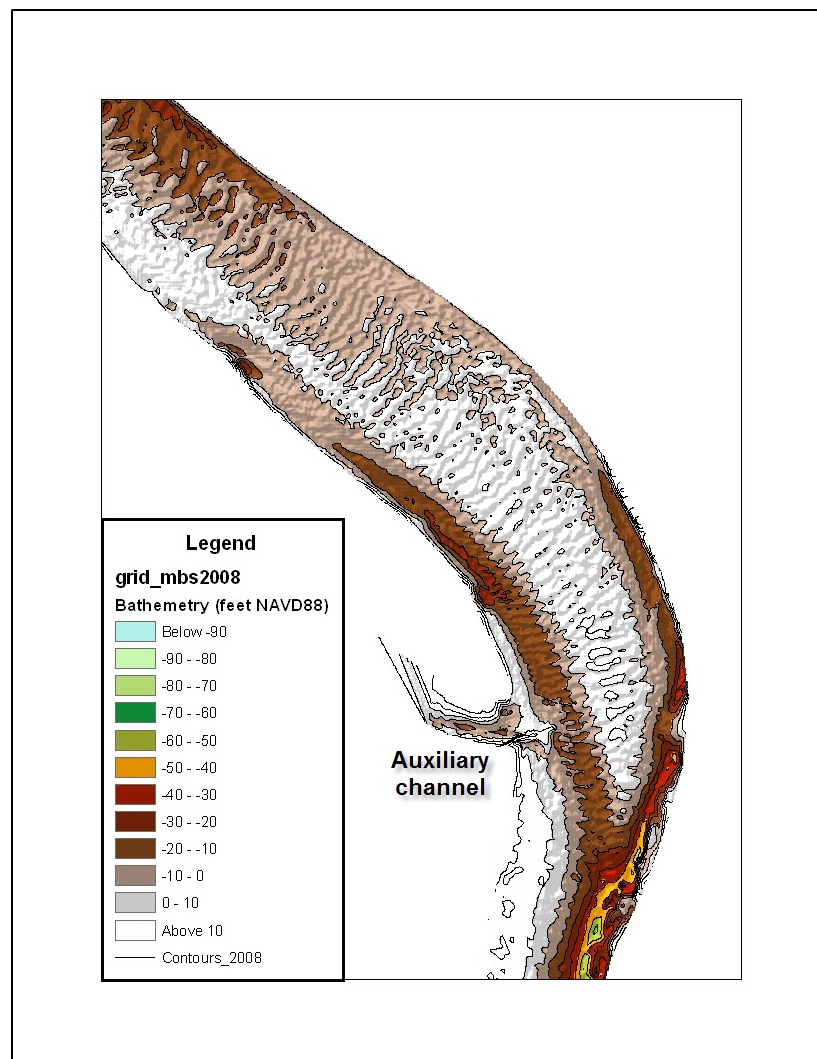 Auxiliary
channel
Legend
grid_mbs2008
Bathemetry (feet NAVD88)
Below -90
-90 - -80
-80 - -70
-70 - -60
-60 - -50
-50 - -40
-40 - -30
-30 - -20
-20 - -10
-10 - 0
0 - 10
Above 10
Contours_2008